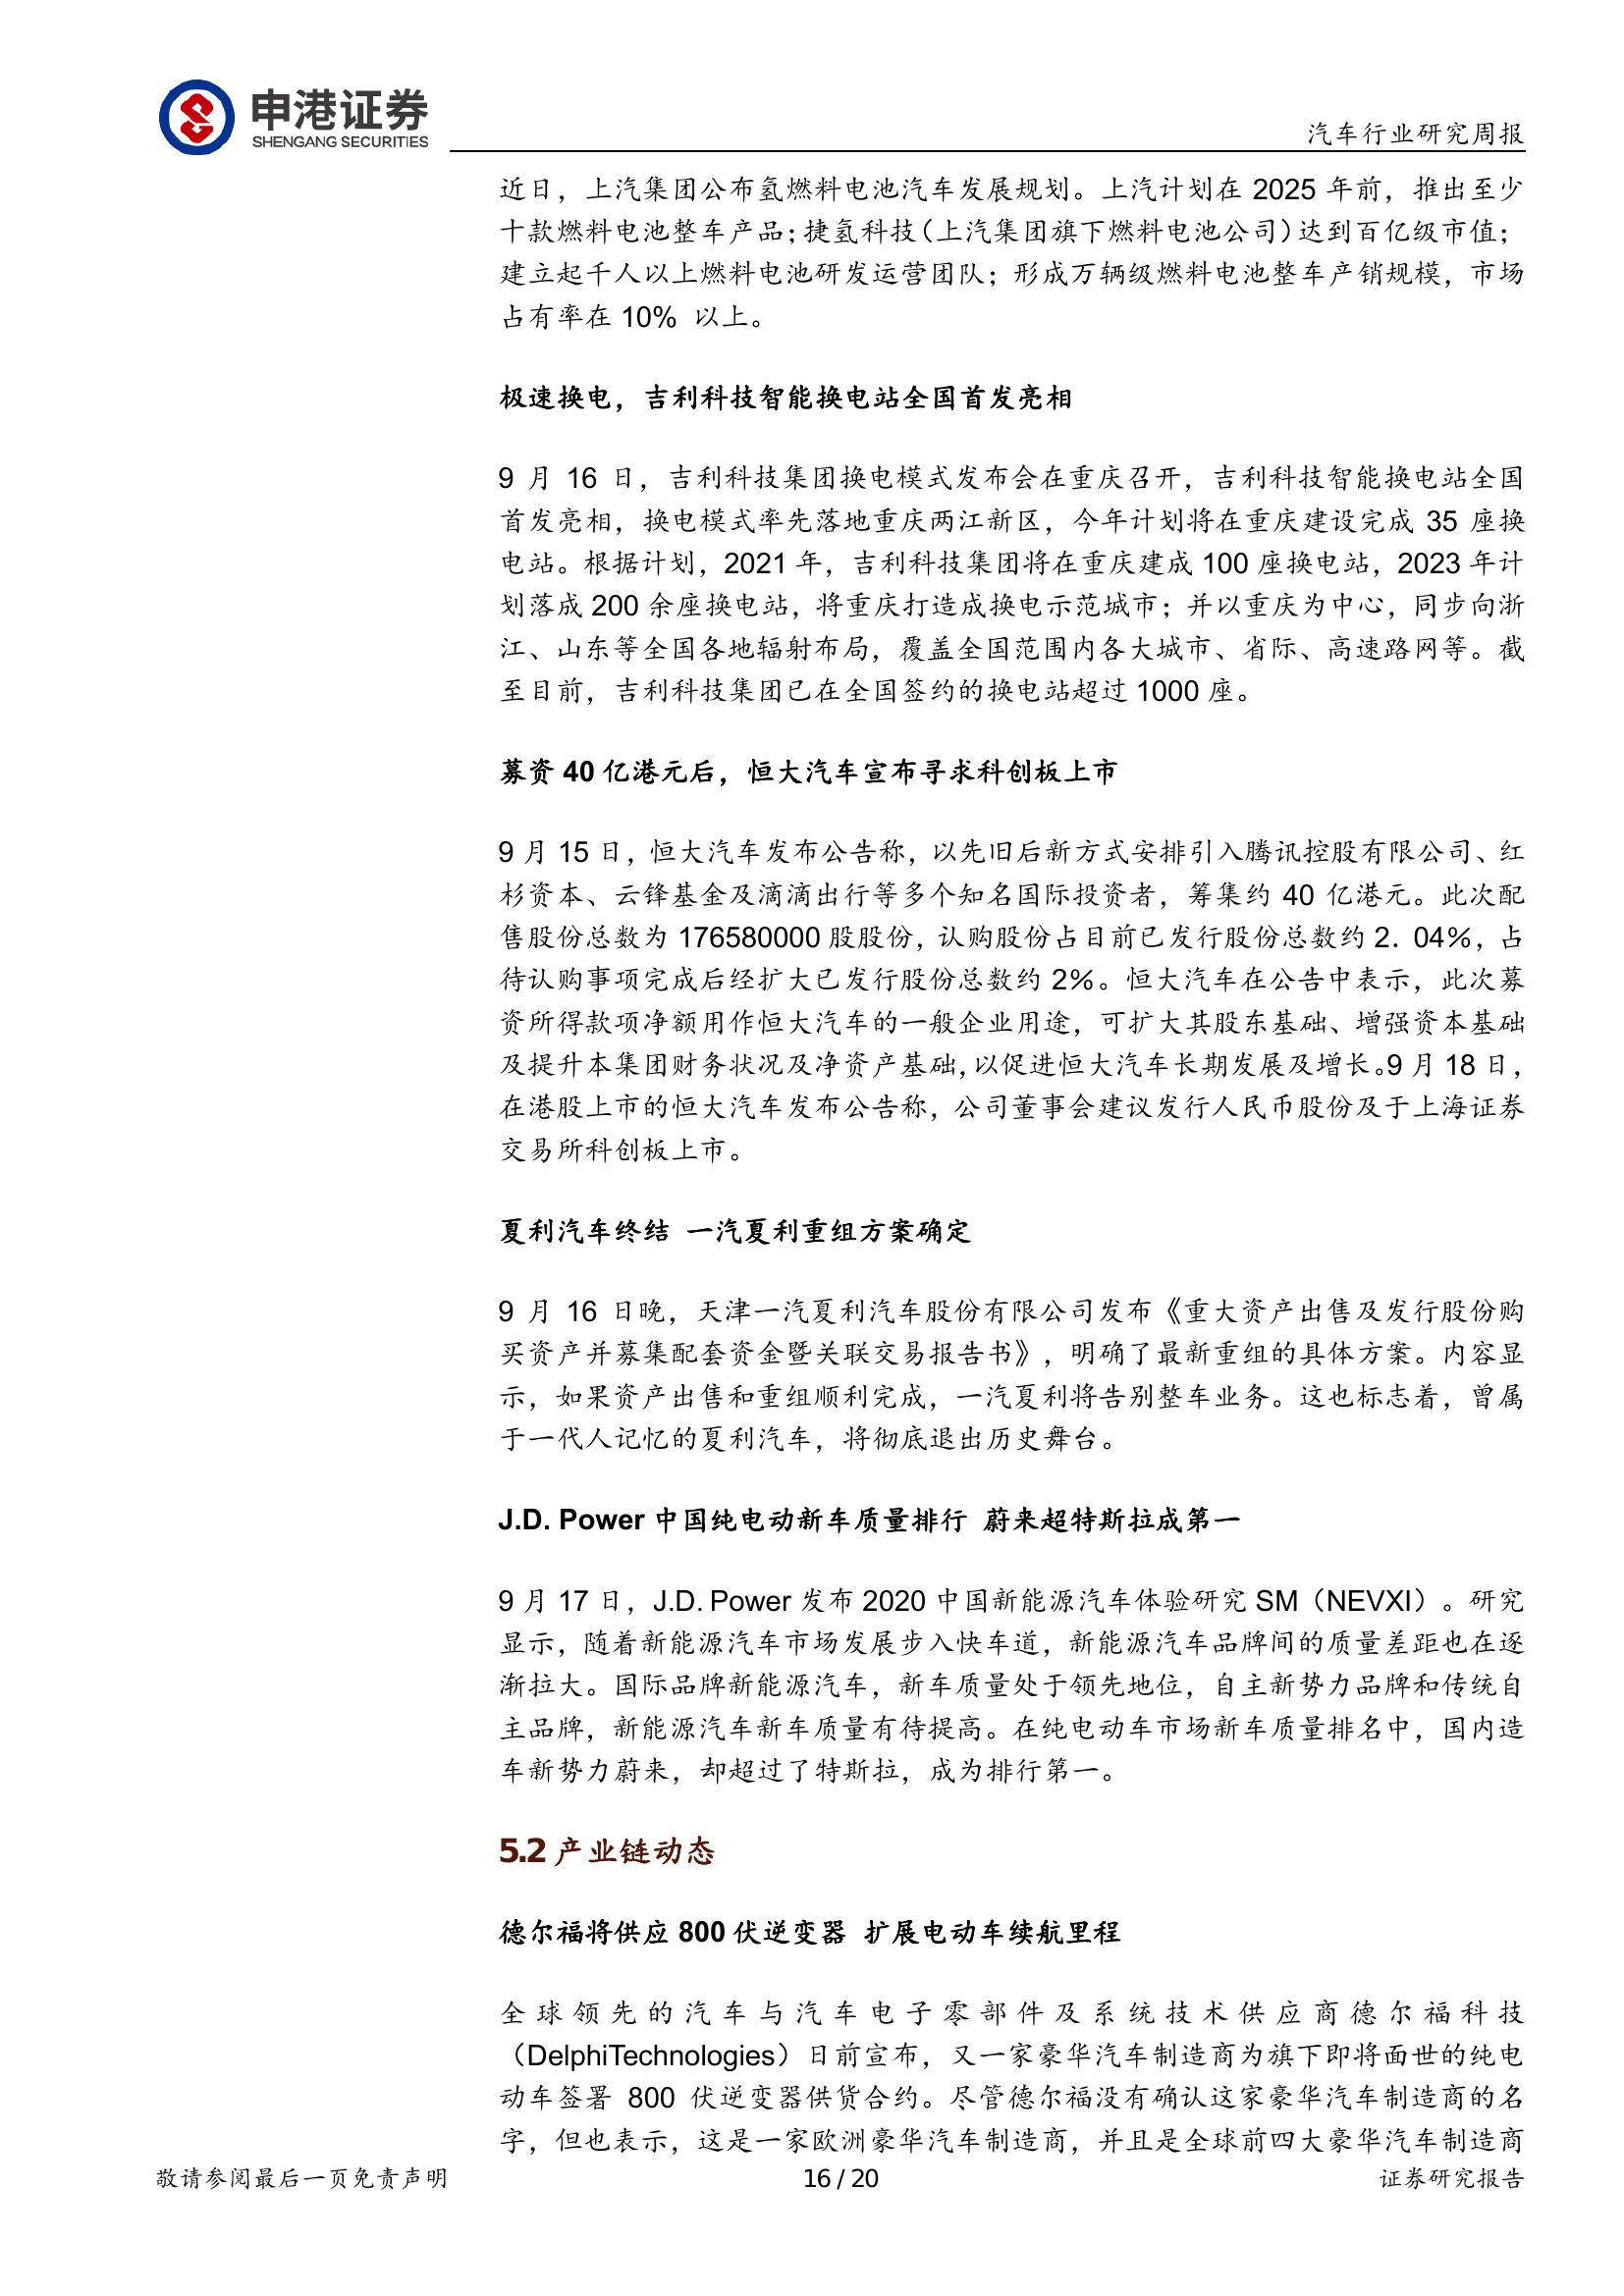 申港证券
SHENGANG SECURITIES
汽车行业研究周报
近日，上汽集团公布氢燃料电池汽车发展规划。上汽计划在 2025 年前，推出至少
十款燃料电池整车产品；捷氢科技（上汽集团旗下燃料电池公司）达到百亿级市值；
建立起千人以上燃料电池研发运营团队；形成万辆级燃料电池整车产销规模，市场
占有率在 10% 以上。
极速换电，吉利科技智能换电站全国首发亮相
9 月 16 日，吉利科技集团换电模式发布会在重庆召开，吉利科技智能换电站全国
首发亮相，换电模式率先落地重庆两江新区，今年计划将在重庆建设完成 35 座换
电站。根据计划，2021 年，吉利科技集团将在重庆建成 100 座换电站，2023 年计
划落成 200 余座换电站，将重庆打造成换电示范城市；并以重庆为中心，同步向浙
江、山东等全国各地辐射布局，覆盖全国范围内各大城市、省际、高速路网等。截
至目前，吉利科技集团已在全国签约的换电站超过 1000 座。
募资 40 亿港元后，恒大汽车宣布寻求科创板上市
9 月 15 日，恒大汽车发布公告称，以先旧后新方式安排引入腾讯控股有限公司、红
杉资本、云锋基金及滴滴出行等多个知名国际投资者，筹集约 40 亿港元。此次配
售股份总数为 176580000 股股份，认购股份占目前已发行股份总数约 2．04％，占
待认购事项完成后经扩大已发行股份总数约 2％。恒大汽车在公告中表示，此次募
资所得款项净额用作恒大汽车的一般企业用途，可扩大其股东基础、增强资本基础
及提升本集团财务状况及净资产基础，以促进恒大汽车长期发展及增长。9 月 18 日，
在港股上市的恒大汽车发布公告称，公司董事会建议发行人民币股份及于上海证券
交易所科创板上市。
夏利汽车终结 一汽夏利重组方案确定
9 月 16 日晚，天津一汽夏利汽车股份有限公司发布《重大资产出售及发行股份购
买资产并募集配套资金暨关联交易报告书》，明确了最新重组的具体方案。内容显
示，如果资产出售和重组顺利完成，一汽夏利将告别整车业务。这也标志着，曾属
于一代人记忆的夏利汽车，将彻底退出历史舞台。
J.D. Power 中国纯电动新车质量排行 蔚来超特斯拉成第一
9 月 17 日，J.D. Power 发布 2020 中国新能源汽车体验研究 SM（NEVXI）。研究
显示，随着新能源汽车市场发展步入快车道，新能源汽车品牌间的质量差距也在逐
渐拉大。国际品牌新能源汽车，新车质量处于领先地位，自主新势力品牌和传统自
主品牌，新能源汽车新车质量有待提高。在纯电动车市场新车质量排名中，国内造
车新势力蔚来，却超过了特斯拉，成为排行第一。
5.2 产业链动态
德尔福将供应 800 伏逆变器 扩展电动车续航里程
全球领先的汽车与汽车电子零部件及系统技术供应商德尔福科技
（DelphiTechnologies）日前宣布，又一家豪华汽车制造商为旗下即将面世的纯电
动车签署 800 伏逆变器供货合约。尽管德尔福没有确认这家豪华汽车制造商的名
字，但也表示，这是一家欧洲豪华汽车制造商，并且是全球前四大豪华汽车制造商
敬请参阅最后一页免责声明
16 / 20
证券研究报告